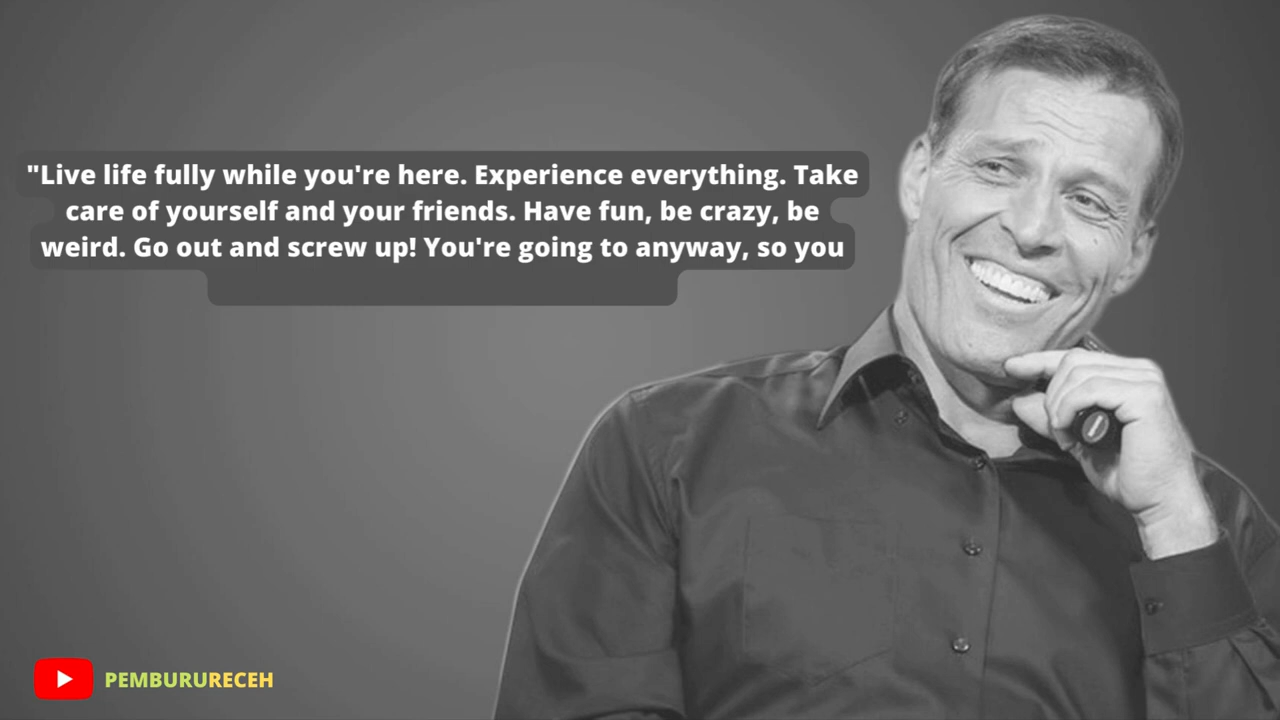 "Live life fully while you're here. Experience everything. Take
care of yourself and your friends. Have fun, be crazy, be
weird. Go out and screw up! You're going to anyway, so you
PEMBURURECEH